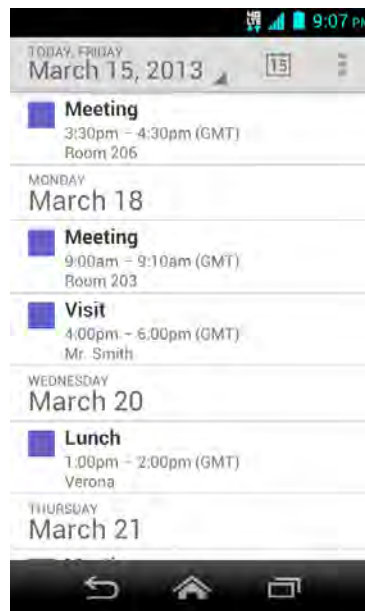 9:07 PM
TODAY, FRIDAY
March 15, 2013
15
Meeting
3:30pm – 4:30pm (GMT)
Room 206
MONDAY
March 18
Meeting
9:00am – 9:10am (GMT)
Room 203
Visit
4:00pm – 6:00pm (GMT)
Mr. Smith
WEDNESDAY
March 20
Lunch
1:00pm – 2:00pm (GMT)
Verona
THURSDAY
March 21